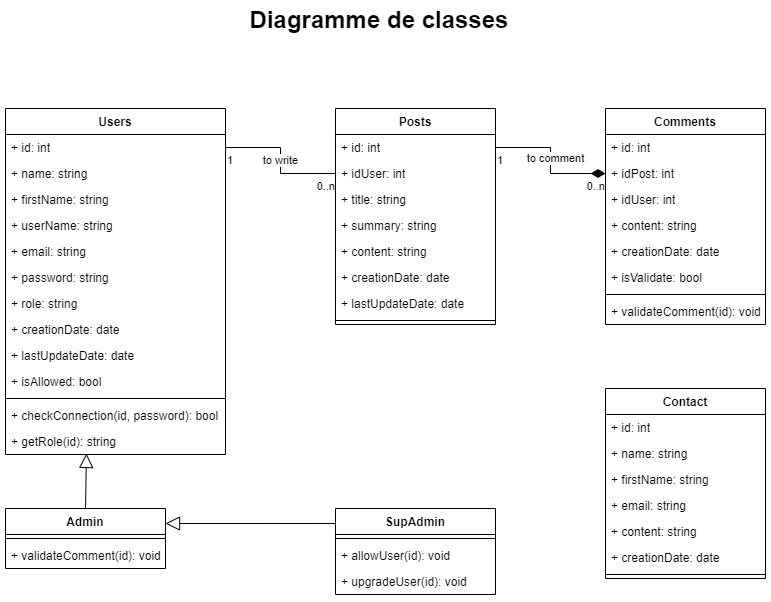 Diagramme de classes
Users
+ id: int
+ name: string
+ firstName: string
+ userName: string
+ email: string
+ password: string
+ role: string
+ creationDate: date
+ lastUpdateDate: date
+ isAllowed: bool
+ checkConnection(id, password): bool
+ getRole(id): string
1
to write
0..n
Posts
+ id: int
+ idUser: int
+ title: string
+ summary: string
+ content: string
+ creationDate: date
+ lastUpdateDate: date
1
to comment
0..n
Comments
+ id: int
+ idPost: int
+ idUser: int
+ content: string
+ creationDate: date
+ isValidate: bool
+ validateComment(id): void
Admin
+ validateComment(id): void
SupAdmin
+ allowUser(id): void
+ upgradeUser(id): void
Contact
+ id: int
+ name: string
+ firstName: string
+ email: string
+ content: string
+ creationDate: date